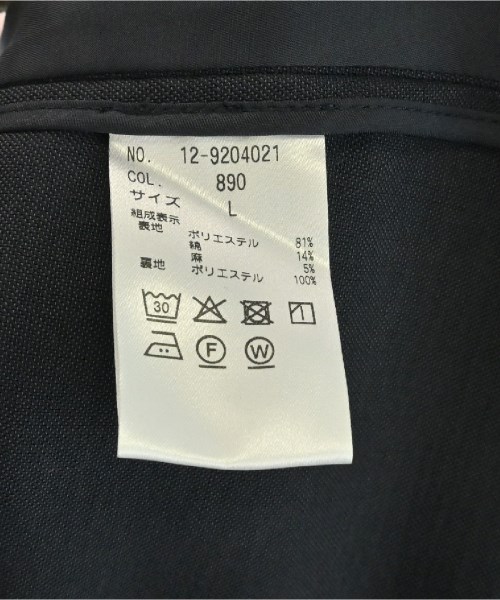 NO. 12-9204021
COL. 890
サイズ L
組成表示
表地 ポリエステル 81%
綿 14%
麻 5%
裏地 ポリエステル 100%
30
F W